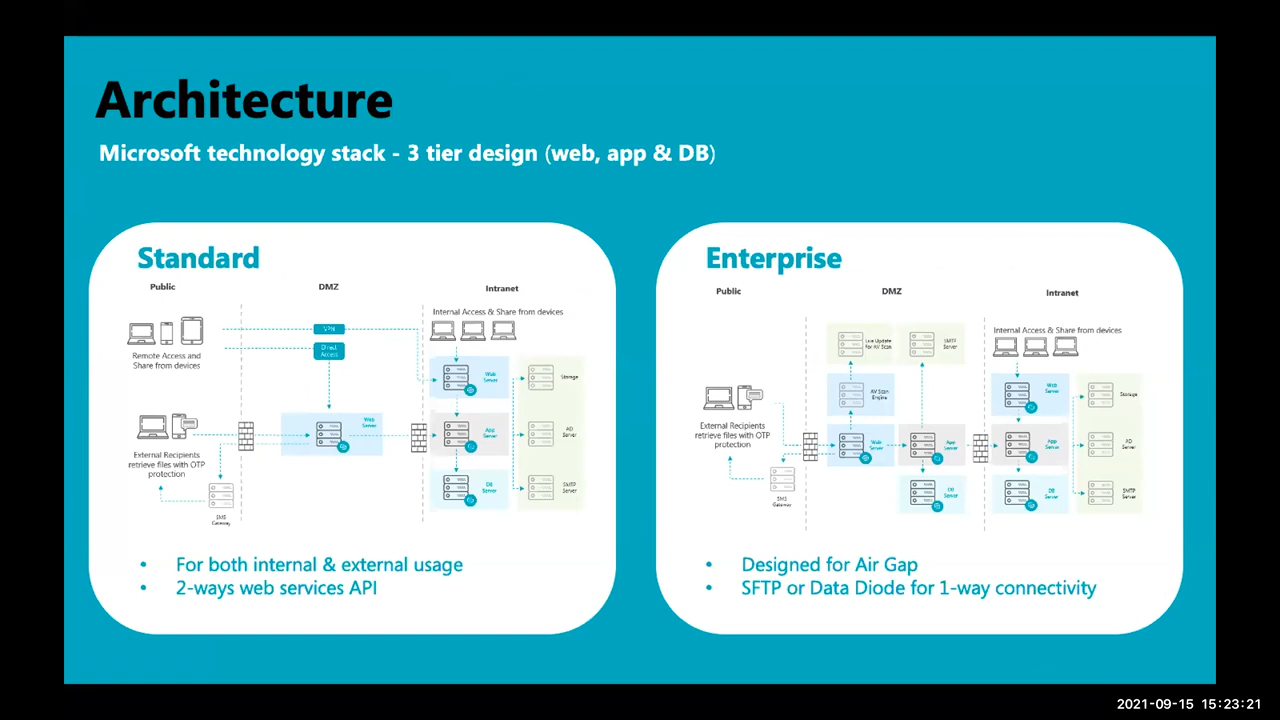 Architecture
Microsoft technology stack - 3 tier design (web, app & DB)
Standard
Public
DMZ
Intranet
Internal Access & Share from devices
VPN
Direct
Access
Remote Access and
Share from devices
Web
Server
Storage
Web
Server
App
Server
AD
Server
External Recipients
retrieve files with OTP
protection
DB
Server
SMTP
Server
SMS
Gateway
• For both internal & external usage
• 2-ways web services API
Enterprise
Public
DMZ
Intranet
Internal Access & Share from devices
Live Update
For AV Scan
SMTP
Server
AV Scan
Engine
Web
Server
Storage
External Recipients
retrieve files with OTP
protection
Web
Server
App
Server
App
Server
AD
Server
SMS
Gateway
DB
Server
DB
Server
SMTP
Server
• Designed for Air Gap
• SFTP or Data Diode for 1-way connectivity
2021-09-15 15:23:21